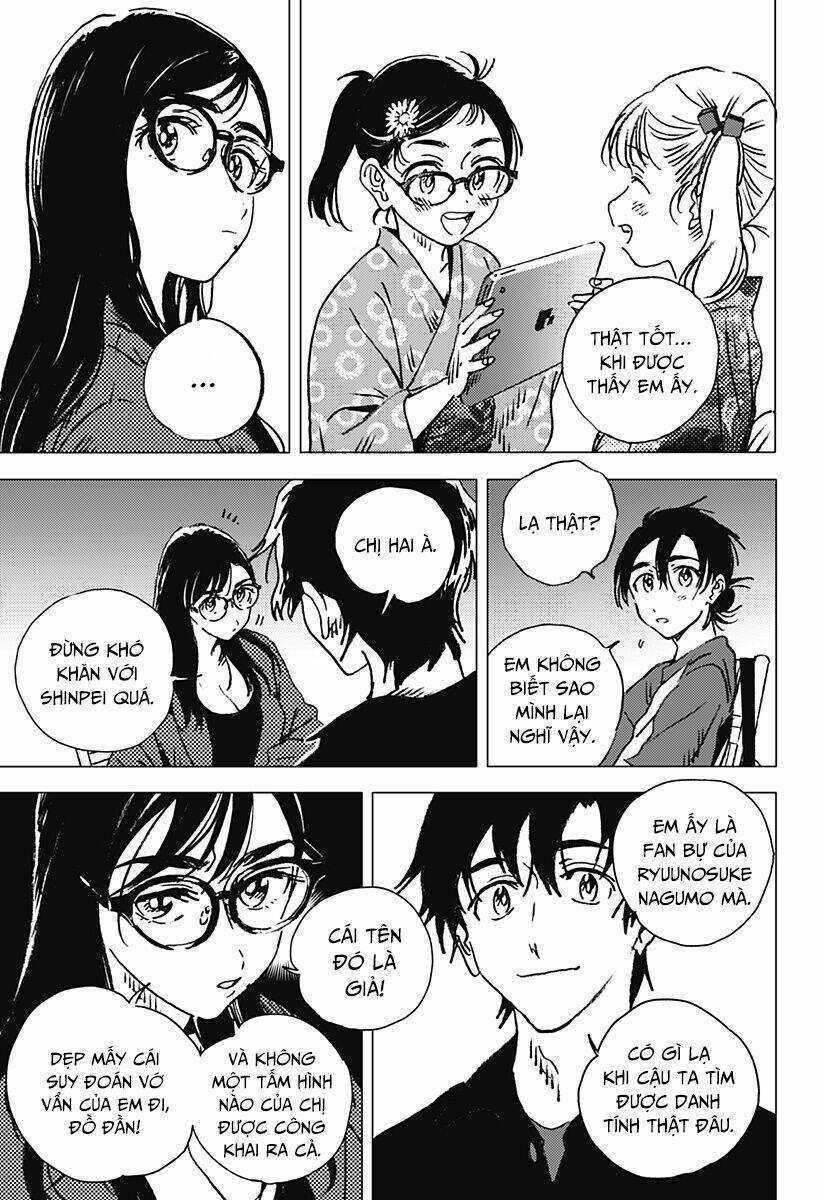 THẬT TỐT...
KHI ĐƯỢC
THẤY EM ẤY.
...
LẠ THẬT?
EM KHÔNG
BIẾT SAO
MÌNH LẠI
NGHĨ VẬY.
CHỊ HAI À.
ĐỪNG KHÓ
KHĂN VỚI
SHINPEI QUÁ.
EM ẤY LÀ
FAN BỰ CỦA
RYUUNOSUKE
NAGUMO MÀ.
CÓ GÌ LẠ
KHI CẬU TA TÌM
ĐƯỢC DANH
TÍNH THẬT ĐÂU.
CÁI TÊN
ĐÓ LÀ
GIẢ!
VÀ KHÔNG
MỘT TẤM HÌNH
NÀO CỦA CHỊ
ĐƯỢC CÔNG
KHAI RA CẢ.
DẸP MẤY CÁI
SUY ĐOÁN VỚ
VẨN CỦA EM ĐI,
ĐỒ ĐẦN!